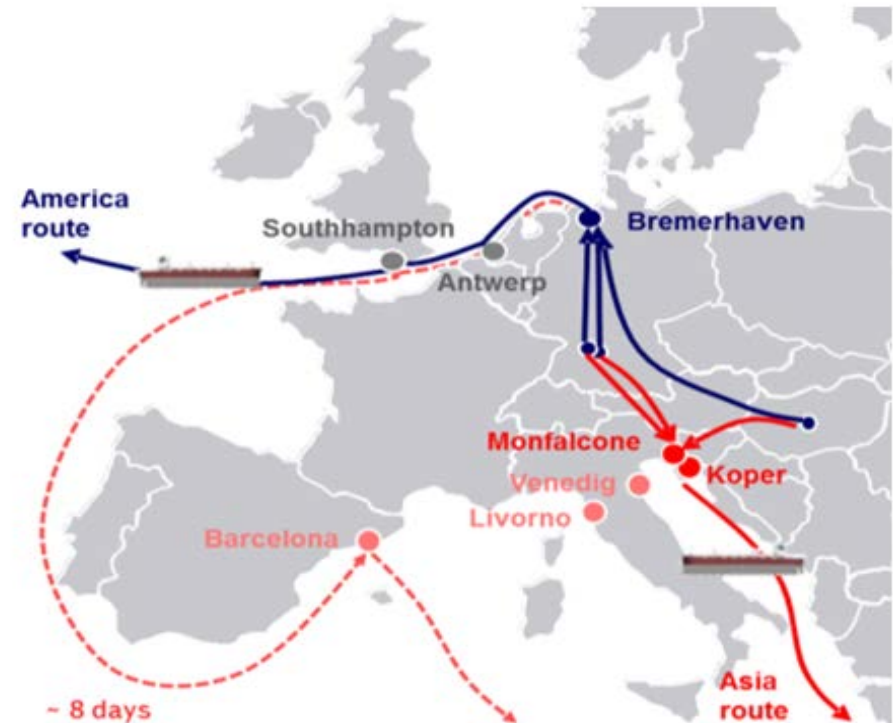 America
route
Southhampton
Bremerhaven
Antwerp
Monfalcone
Koper
Venedig
Livorno
Barcelona
Asia
route
~ 8 days